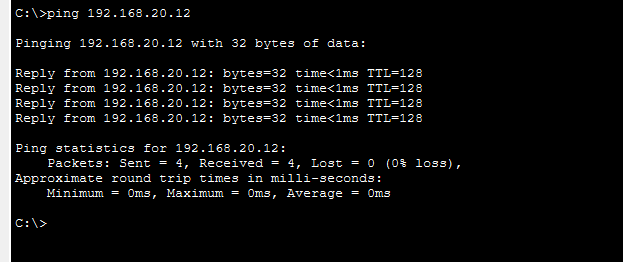 C:\>ping 192.168.20.12
Pinging 192.168.20.12 with 32 bytes of data:
Reply from 192.168.20.12: bytes=32 time<1ms TTL=128
Reply from 192.168.20.12: bytes=32 time<1ms TTL=128
Reply from 192.168.20.12: bytes=32 time<1ms TTL=128
Reply from 192.168.20.12: bytes=32 time<1ms TTL=128
Ping statistics for 192.168.20.12:
    Packets: Sent = 4, Received = 4, Lost = 0 (0% loss),
Approximate round trip times in milli-seconds:
    Minimum = 0ms, Maximum = 0ms, Average = 0ms
C:\>